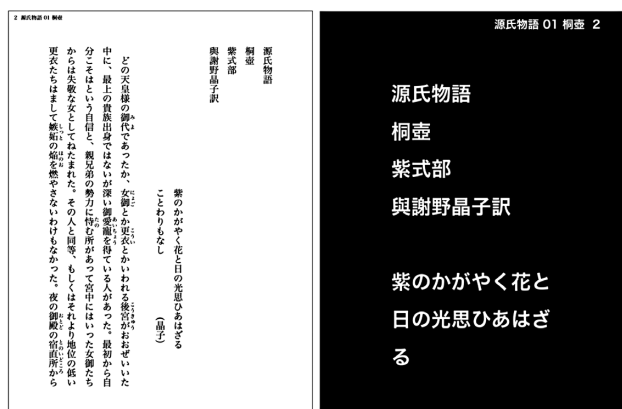 2 源氏物語 01 桐壺
源氏物語
桐壺
紫式部
與謝野晶子訳
紫のかがやく花と日の光思ひあはざる
ことわりもなし　　　　　　（晶子）
どの天皇様の御代であったか、女御とか更衣とかいわれる後宮がおおぜいいた
中に、最上の貴族出身ではないが深い御愛寵を得ている人があった。最初から自
分こそはという自信と、親兄弟の勢力に恃む所があって宮中にはいった女御たち
からは失敬な女としてねたまれた。その人と同等、もしくはそれより地位の低い
更衣たちはまして嫉妬の焔を燃やさないわけもなかった。夜の御殿の宿直所から
源氏物語 01 桐壺 2
源氏物語
桐壺
紫式部
與謝野晶子訳
紫のかがやく花と
日の光思ひあはざ
る